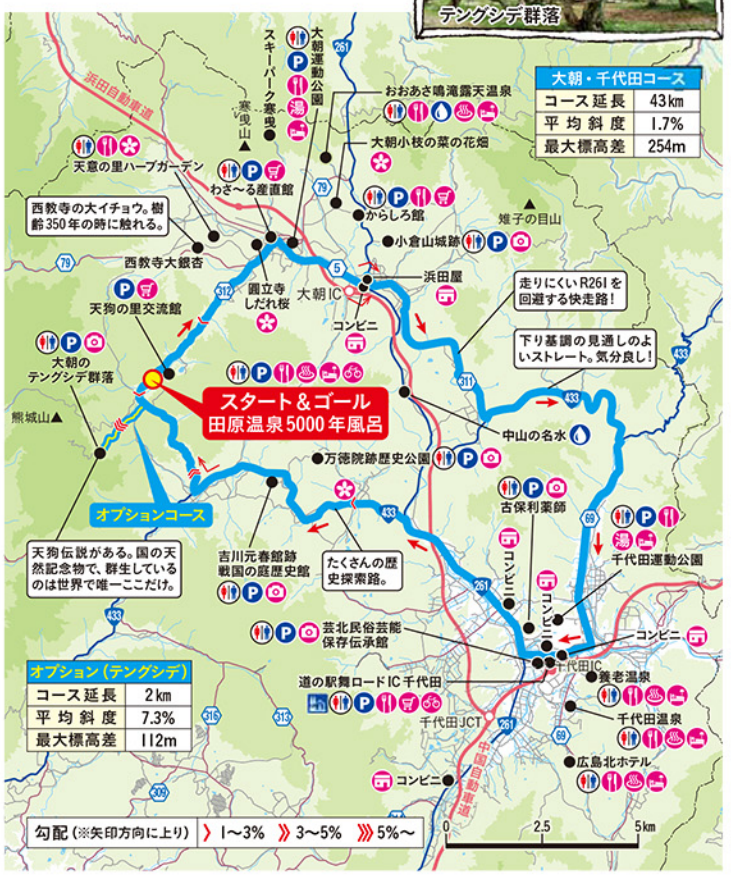 テングシデ群落
大朝・千代田コース
コース延長 43km
平均斜度 1.7%
最大標高差 254m
浜田自動車道
261
スキーパーク寒曳
寒曳山
大朝運動公園
P
湯
おおあさ鳴滝露天温泉
大朝小枝の菜の花畑
79
天意の里ハーブガーデン
わさ〜る産直館
P
からしろ館
P
雉子の目山
西教寺の大イチョウ。樹
齢350年の時に触れる。
小倉山城跡
P
79
西教寺大銀杏
圓立寺
しだれ桜
5
大朝IC
浜田屋
コンビニ
走りにくいR261を
回避する快走路!
312
P
天狗の里交流館
下り基調の見通しのよ
いストレート。気分良し!
433
P
大朝の
テングシデ群落
P
311
433
スタート&ゴール
田原温泉5000年風呂
熊城山
中山の名水
万徳院跡歴史公園
P
オプションコース
P
古保利薬師
69
P
湯
千代田運動公園
天狗伝説がある。国の天
然記念物で、群生している
のは世界で唯一ここだけ。
吉川元春館跡
戦国の庭歴史館
P
たくさんの歴
史探索路。
433
コンビニ
コンビニ
261
433
P
芸北民俗芸能
保存伝承館
コンビニ
千代田IC
オプション(テングシデ)
コース延長 2km
平均斜度 7.3%
最大標高差 112m
道の駅舞ロードIC千代田
P
養老温泉
316
313
千代田JCT
261
千代田温泉
69
中国自動車道
広島北ホテル
コンビニ
309
勾配(※矢印方向に上り) 1〜3% 3〜5% 5%〜
0 2.5 5km